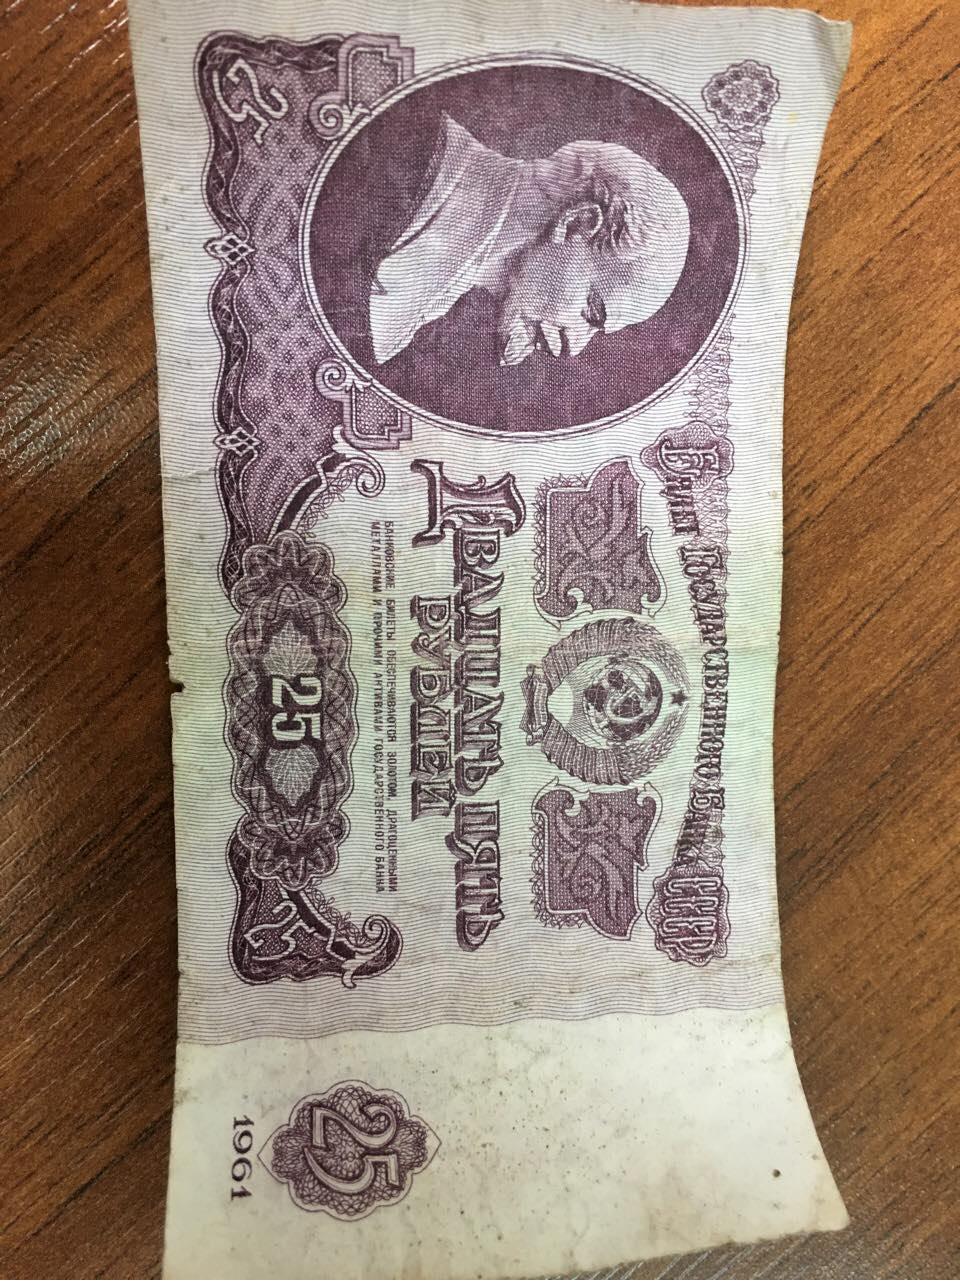 Билет Государственного Банка СССР
Двадцать пять
рублей
БАНКОВСКИЕ БИЛЕТЫ ОБЕСПЕЧИВАЮТСЯ ЗОЛОТОМ, ДРАГОЦЕННЫМИ
МЕТАЛЛАМИ И ПРОЧИМИ АКТИВАМИ ГОСУДАРСТВЕННОГО БАНКА
25
25
25
25
1961